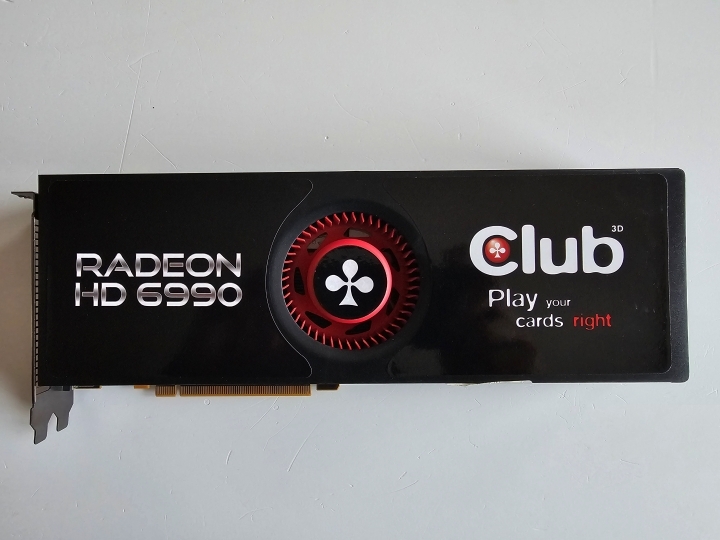 RADEON
HD 6990
Club 3D
Play your
cards right